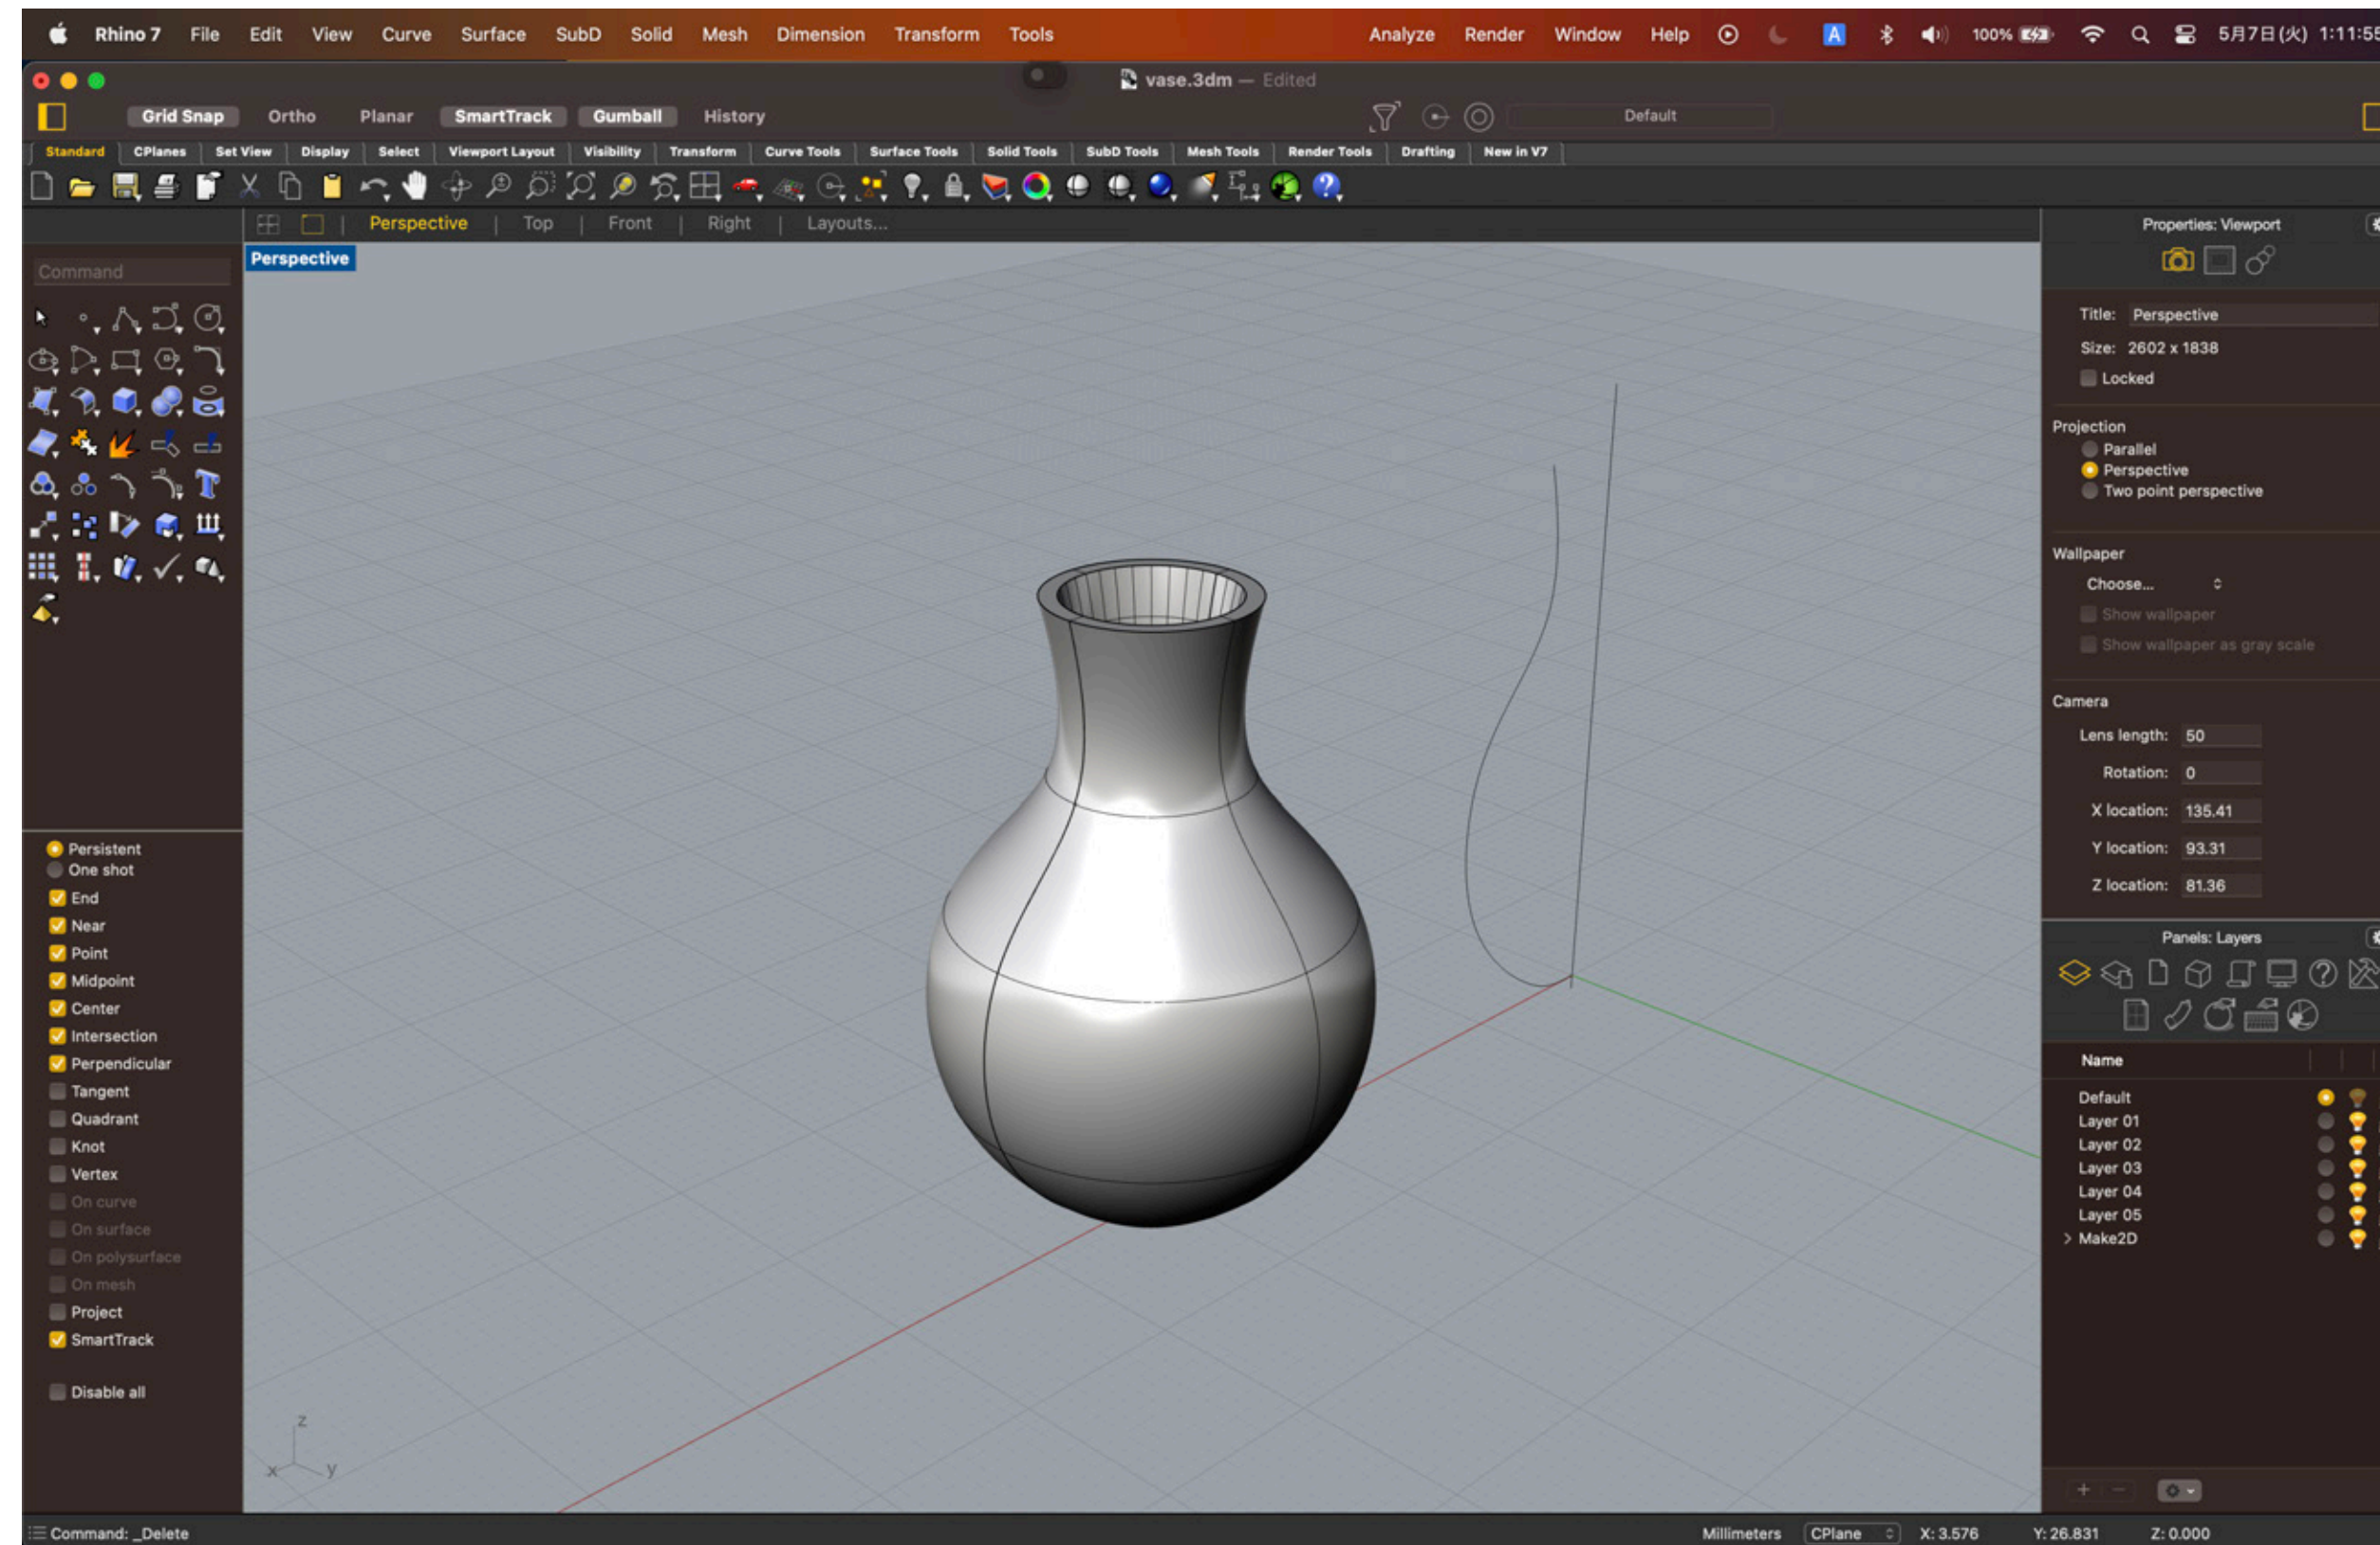 Rhino 7 File Edit View Curve Surface SubD Solid Mesh Dimension Transform Tools Analyze Render Window Help A 100% 5月7日(火) 1:11:55
vase.3dm — Edited
Grid Snap Ortho Planar SmartTrack Gumball History Default
Standard CPlanes Set View Display Select Viewport Layout Visibility Transform Curve Tools Surface Tools Solid Tools SubD Tools Mesh Tools Render Tools Drafting New in V7
Perspective | Top | Front | Right | Layouts...
Perspective
Command
Persistent
One shot
End
Near
Point
Midpoint
Center
Intersection
Perpendicular
Tangent
Quadrant
Knot
Vertex
On curve
On surface
On polysurface
On mesh
Project
SmartTrack
Disable all
z
x y
Properties: Viewport
Title: Perspective
Size: 2602 x 1838
Locked
Projection
Parallel
Perspective
Two point perspective
Wallpaper
Choose...
Show wallpaper
Show wallpaper as gray scale
Camera
Lens length: 50
Rotation: 0
X location: 135.41
Y location: 93.31
Z location: 81.36
Panels: Layers
Name
Default
Layer 01
Layer 02
Layer 03
Layer 04
Layer 05
> Make2D
Command: _Delete
Millimeters CPlane X: 3.576 Y: 26.831 Z: 0.000